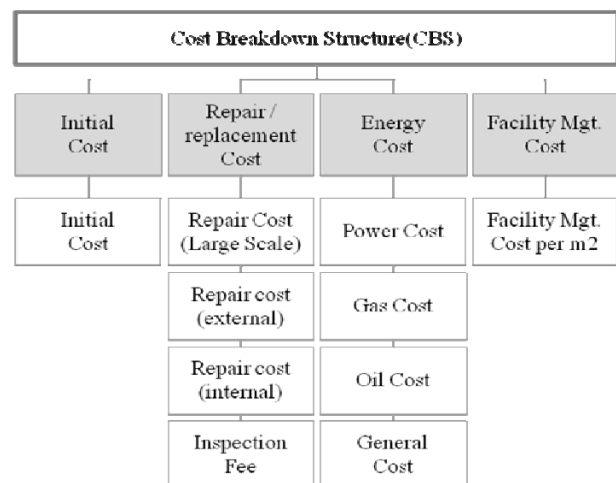 Cost Breakdown Structure(CBS)
Initial
Cost
Repair /
replacement
Cost
Energy
Cost
Facility Mgt.
Cost
Initial
Cost
Repair Cost
(Large Scale)
Power Cost
Facility Mgt.
Cost per m2
Repair cost
(external)
Gas Cost
Repair cost
(internal)
Oil Cost
Inspection
Fee
General
Cost